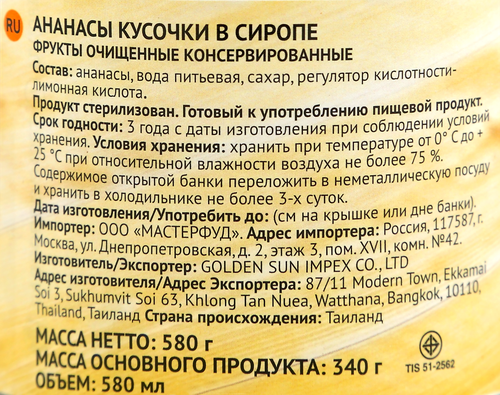 RU
АНАНАСЫ КУСОЧКИ В СИРОПЕ
ФРУКТЫ ОЧИЩЕННЫЕ КОНСЕРВИРОВАННЫЕ
Состав: ананасы, вода питьевая, сахар, регулятор кислотности-
лимонная кислота.
Продукт стерилизован. Готовый к употреблению пищевой продукт.
Срок годности: 3 года с даты изготовления при соблюдении условий
хранения. Условия хранения: хранить при температуре от 0° С до +
25 °С при относительной влажности воздуха не более 75 %.
Содержимое открытой банки переложить в неметаллическую посуду
и хранить в холодильнике не более 3-х суток.
Дата изготовления/Употребить до: (см на крышке или дне банки).
Импортер: ООО «МАСТЕРФУД». Адрес импортера: Россия, 117587, г.
Москва, ул. Днепропетровская, д. 2, этаж 3, пом. XVII, комн. №42.
Изготовитель/Экспортер: GOLDEN SUN IMPEX CO., LTD
Адрес изготовителя/Адрес Экспортера: 87/11 Modern Town, Ekkamai
Soi 3, Sukhumvit Soi 63, Khlong Tan Nuea, Watthana, Bangkok, 10110,
Thailand, Таиланд Страна происхождения: Таиланд
МАССА НЕТТО: 580 г
МАССА ОСНОВНОГО ПРОДУКТА: 340 г
ОБЪЕМ: 580 мл
TIS 51-2562